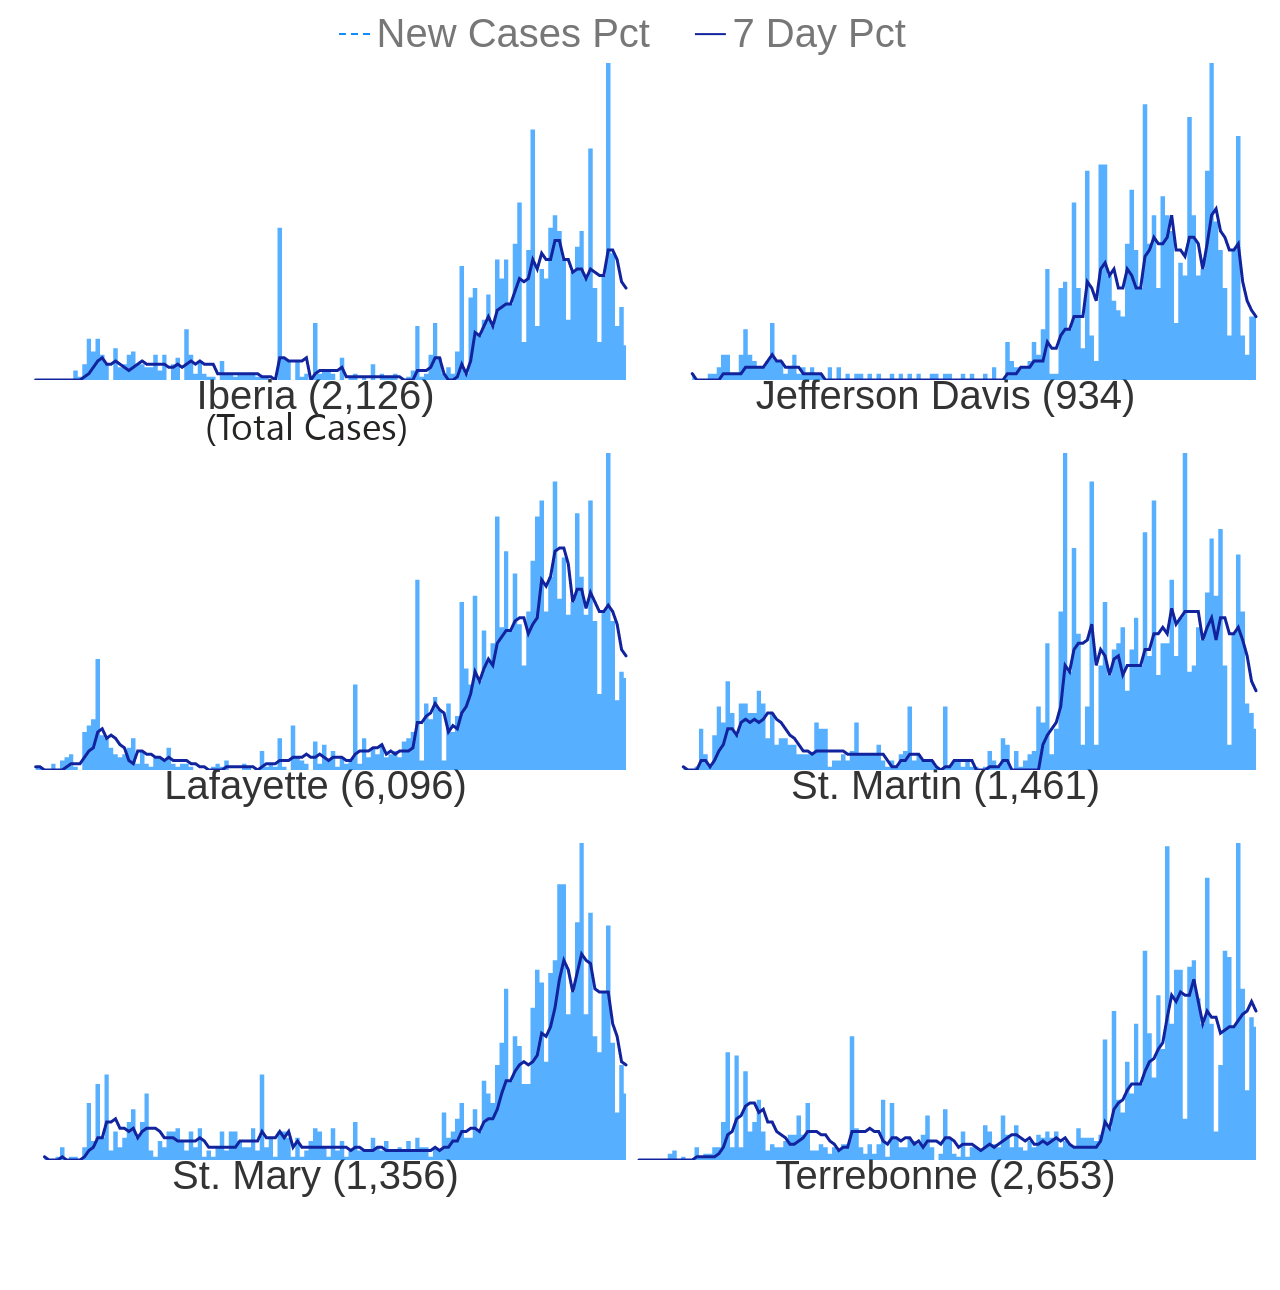 New Cases Pct 7 Day Pct
Iberia (2,126) Jefferson Davis (934)
(Total Cases)
Lafayette (6,096) St. Martin (1,461)
St. Mary (1,356) Terrebonne (2,653)